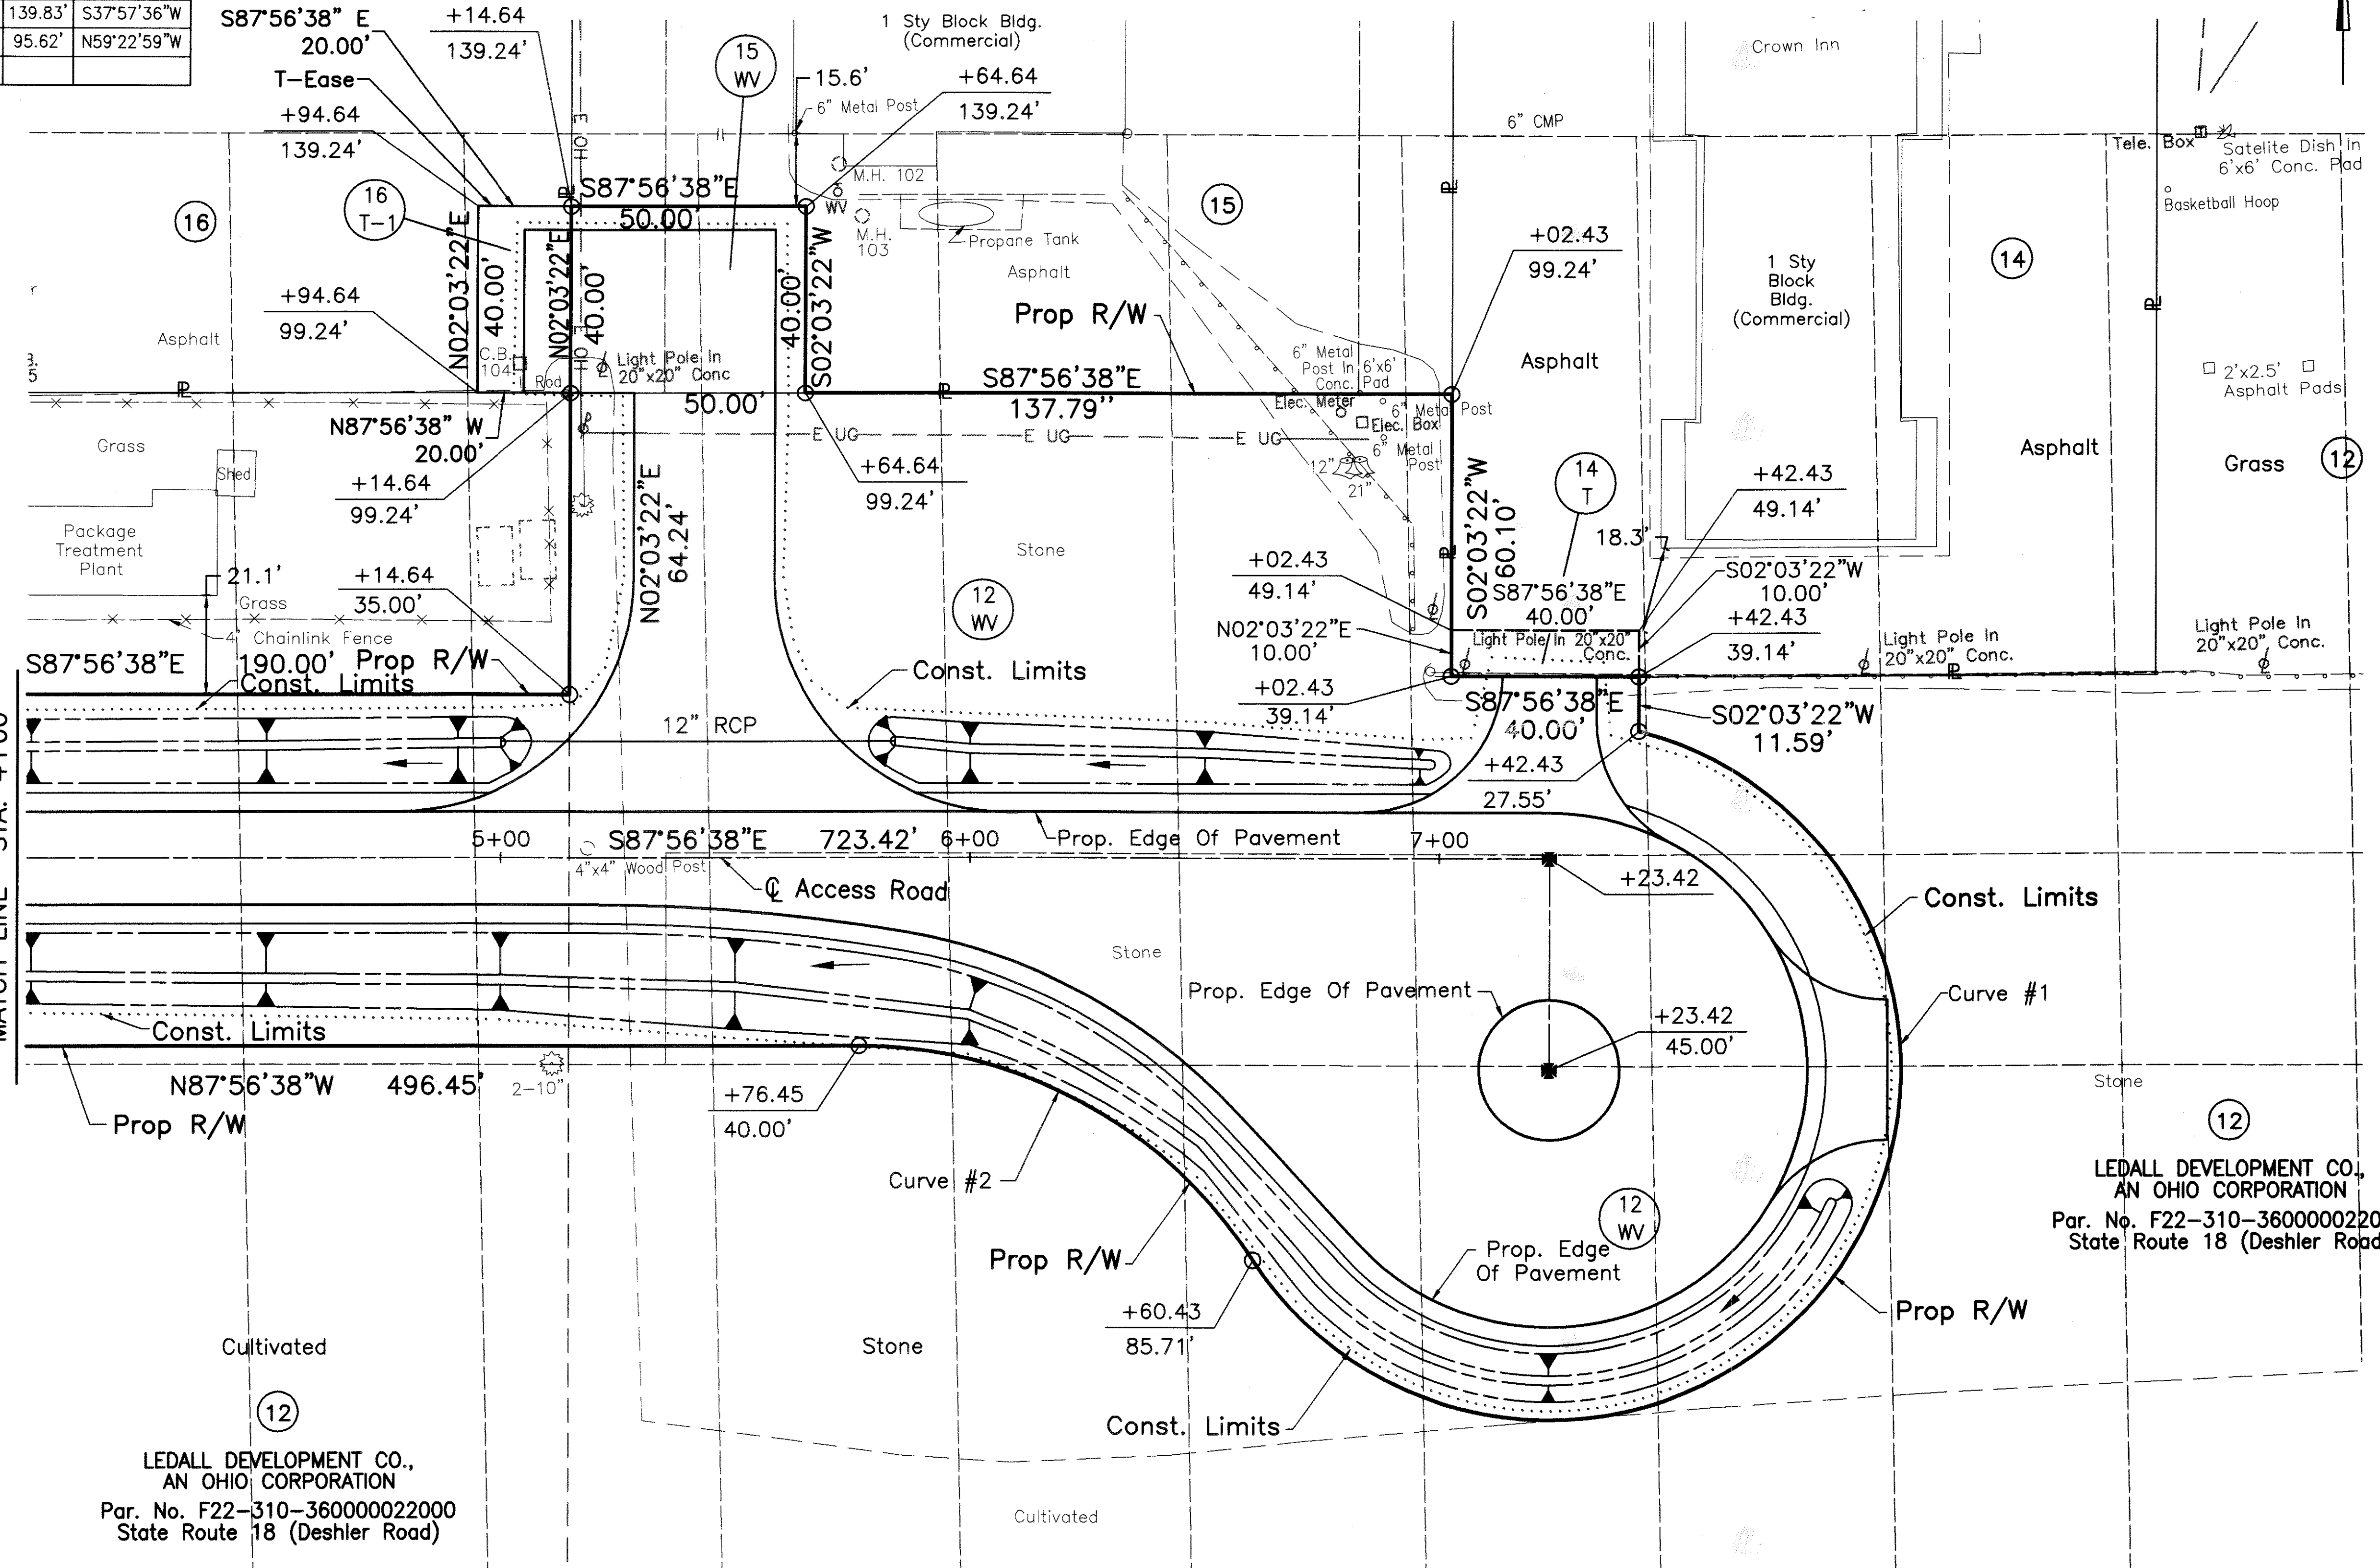 139.83' S37°57'36"W
95.62' N59°22'59"W
S87°56'38" E
20.00'
T-Ease
+14.64
139.24'
+94.64
139.24'
15
WV
1 Sty Block Bldg.
(Commercial)
15.6'
6" Metal Post
+64.64
139.24'
Crown Inn
6" CMP
Tele. Box
Satelite Dish In
6'x6' Conc. Pad
Basketball Hoop
16
16
T-1
E OH
S87°56'38"E
50.00'
M.H. 102
WV
M.H.
103
Propane Tank
Asphalt
15
+02.43
99.24'
1 Sty
Block
Bldg.
(Commercial)
14
N02°03'22"E
40.00'
N02°03'22"E
40.00'
40.00'
S02°03'22"W
+94.64
99.24'
Asphalt
C.B.
104
Rod
OH E
Light Pole In
20"x20" Conc
Prop R/W
6" Metal
Post In
Conc.
6'x6'
Pad
Asphalt
2'x2.5'
Asphalt Pads
S87°56'38"E
137.79''
50.00'
Elec. Meter
6" Metal Post
Elec. Box
6" Metal
Post
12"
21"
E UG
E UG
E UG
N87°56'38" W
20.00'
Grass
Shed
+14.64
99.24'
+64.64
99.24'
Asphalt
Grass
12
14
T
+42.43
49.14'
18.3'
Package
Treatment
Plant
N02°03'22"E
64.24'
Stone
S02°03'22"W
60.10'
21.1'
+14.64
35.00'
Grass
4' Chainlink Fence
12
WV
+02.43
49.14'
S87°56'38"E
40.00'
S02°03'22"W
10.00'
N02°03'22"E
10.00'
Light Pole In 20"x20"
Conc.
+42.43
39.14'
Light Pole In
20"x20" Conc.
Light Pole In
20"x20" Conc.
S87°56'38"E 190.00' Prop R/W
Const. Limits
Const. Limits
+02.43
39.14'
S87°56'38"E
40.00'
S02°03'22"W
11.59'
12" RCP
+42.43
27.55'
5+00
S87°56'38"E 723.42'
6+00
Prop. Edge Of Pavement
7+00
4"x4" Wood Post
℄ Access Road
+23.42
Const. Limits
Stone
Prop. Edge Of Pavement
+23.42
45.00'
Curve #1
Const. Limits
N87°56'38"W 496.45'
2-10"
+76.45
40.00'
Prop R/W
Stone
12
LEDALL DEVELOPMENT CO.,
AN OHIO CORPORATION
Par. No. F22-310-3600000220
State Route 18 (Deshler Road
Curve #2
12
WV
Prop R/W
Prop. Edge
Of Pavement
+60.43
85.71'
Prop R/W
Cultivated
Stone
Const. Limits
12
LEDALL DEVELOPMENT CO.,
AN OHIO CORPORATION
Par. No. F22-310-360000022000
State Route 18 (Deshler Road)
Cultivated